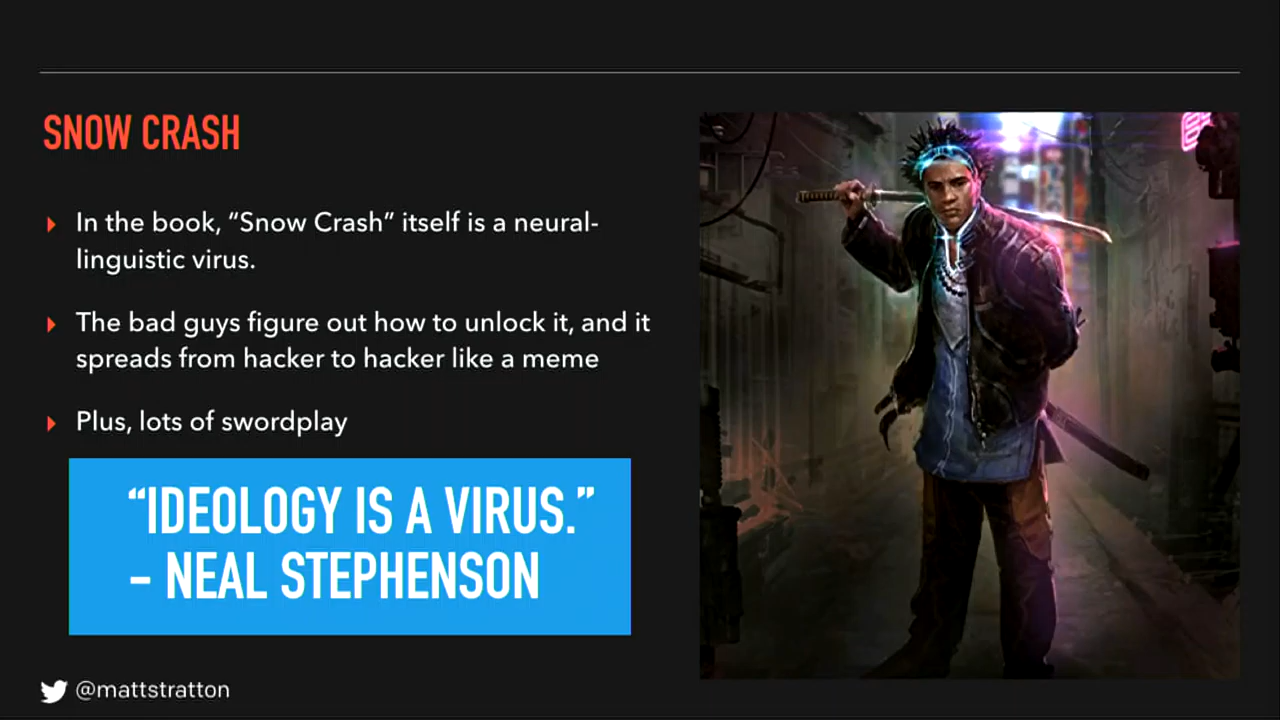 SNOW CRASH
In the book, “Snow Crash” itself is a neural-
linguistic virus.
The bad guys figure out how to unlock it, and it
spreads from hacker to hacker like a meme
Plus, lots of swordplay
“IDEOLOGY IS A VIRUS.”
– NEAL STEPHENSON
@mattstratton